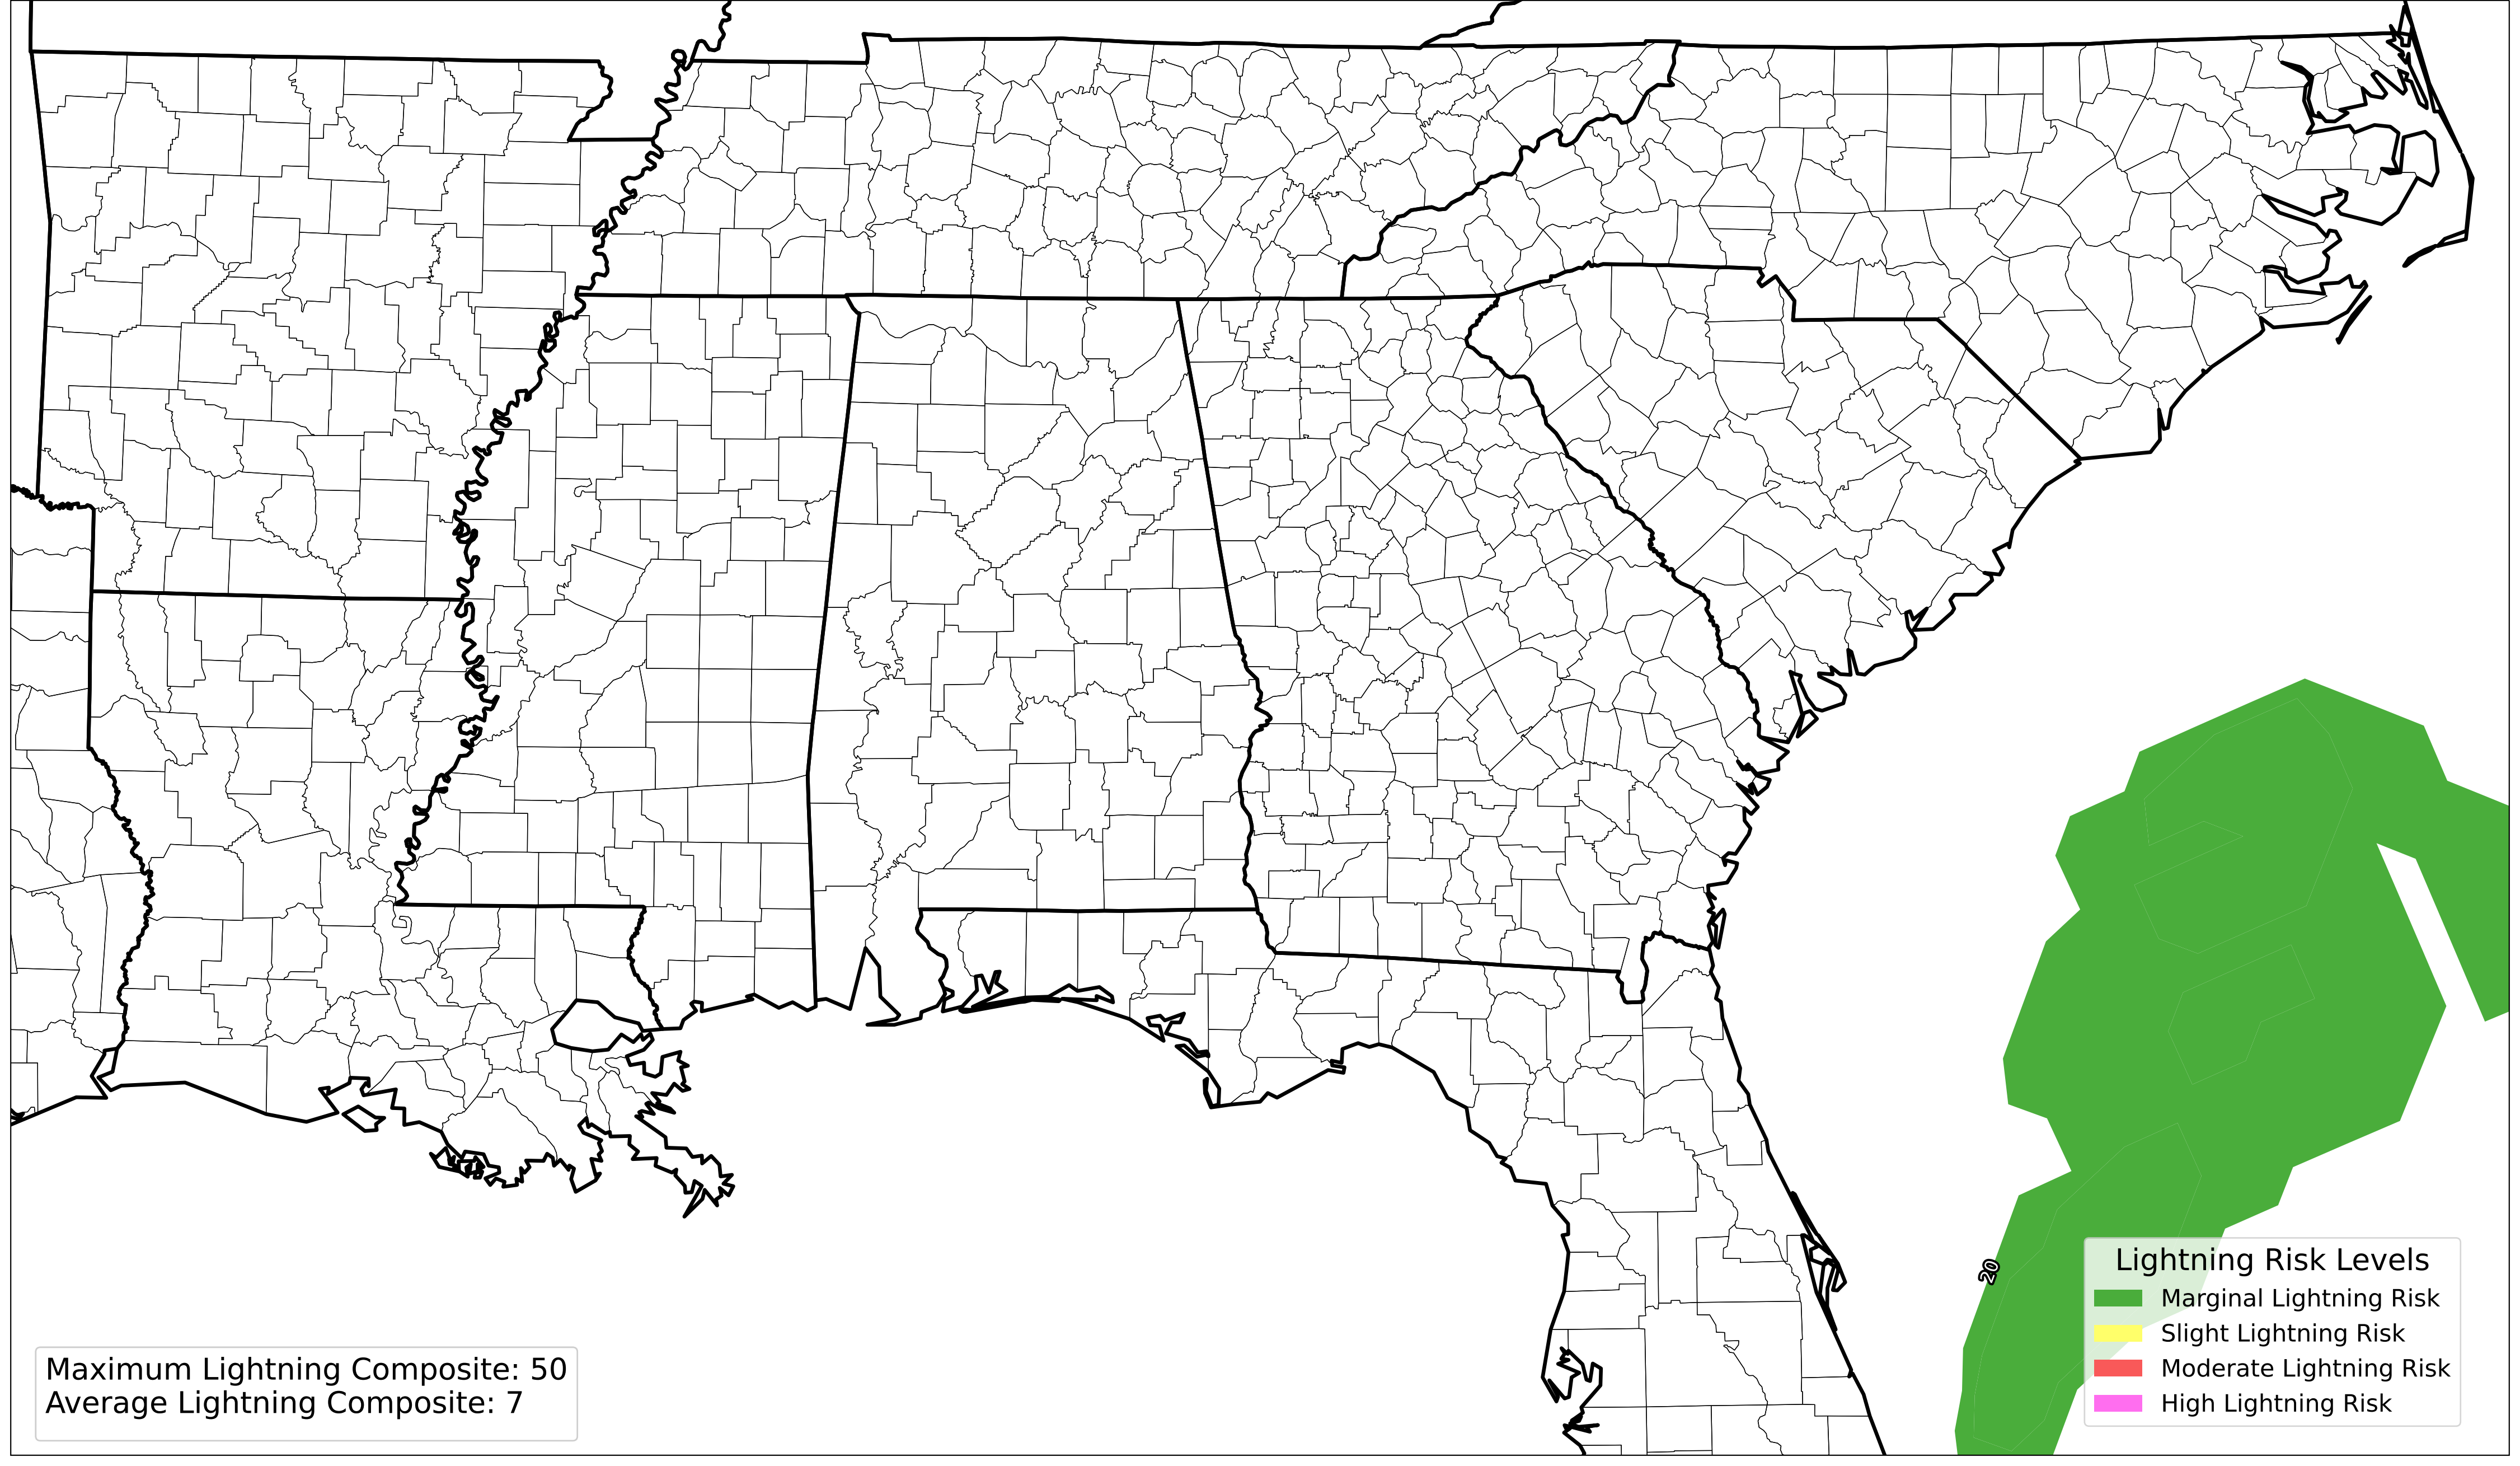 20
Lightning Risk Levels
Marginal Lightning Risk
Slight Lightning Risk
Moderate Lightning Risk
High Lightning Risk
Maximum Lightning Composite: 50
Average Lightning Composite: 7